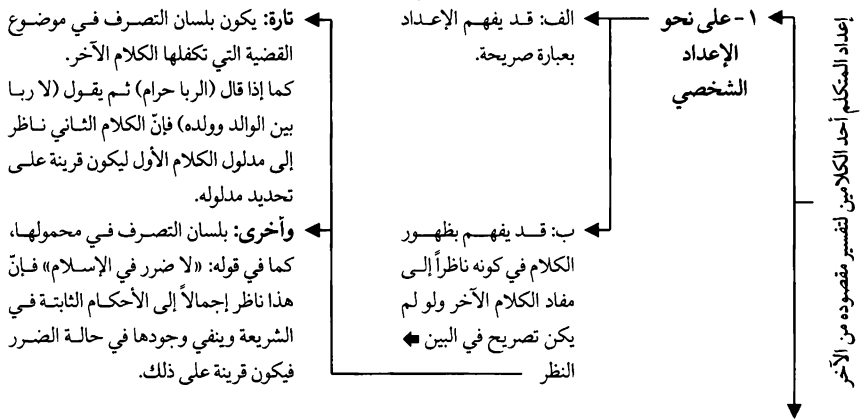 إعداد المتكلم أحد الكلامين لتفسير مقصوده من الآخر
١- على نحو
الإعداد
الشخصي
الف: قد يفهم الإعداد
بعبارة صريحة.
ب: قد يفهم بظهور
الكلام في كونه ناظراً إلى
مفاد الكلام الآخر ولو لم
يكن تصريح في البين
النظر
تارة: يكون بلسان التصرف في موضوع
القضية التي تكفلها الكلام الآخر.
كما إذا قال (الربا حرام) ثم يقول (لا ربا
بين الوالد وولده) فإنّ الكلام الثاني ناظر
إلى مدلول الكلام الأول ليكون قرينة على
تحديد مدلوله.
وأخرى: بلسان التصرف في محمولها،
كما في قوله: «لا ضرر في الإسلام» فإنّ
هذا ناظر إجمالاً إلى الأحكام الثابتة في
الشريعة وينفي وجودها في حالة الضرر
فيكون قرينة على ذلك.